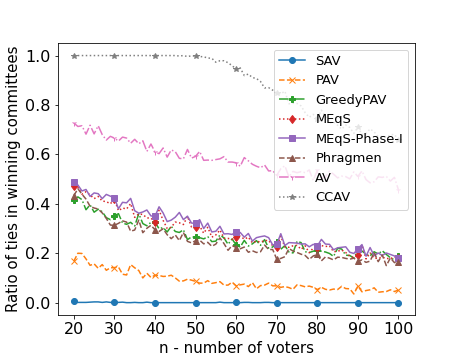 Ratio of ties in winning committees
1.0
0.8
0.6
0.4
0.2
0.0
SAV
PAV
GreedyPAV
MEqS
MEqS-Phase-I
Phragmen
AV
CCAV
20 30 40 50 60 70 80 90 100
n - number of voters